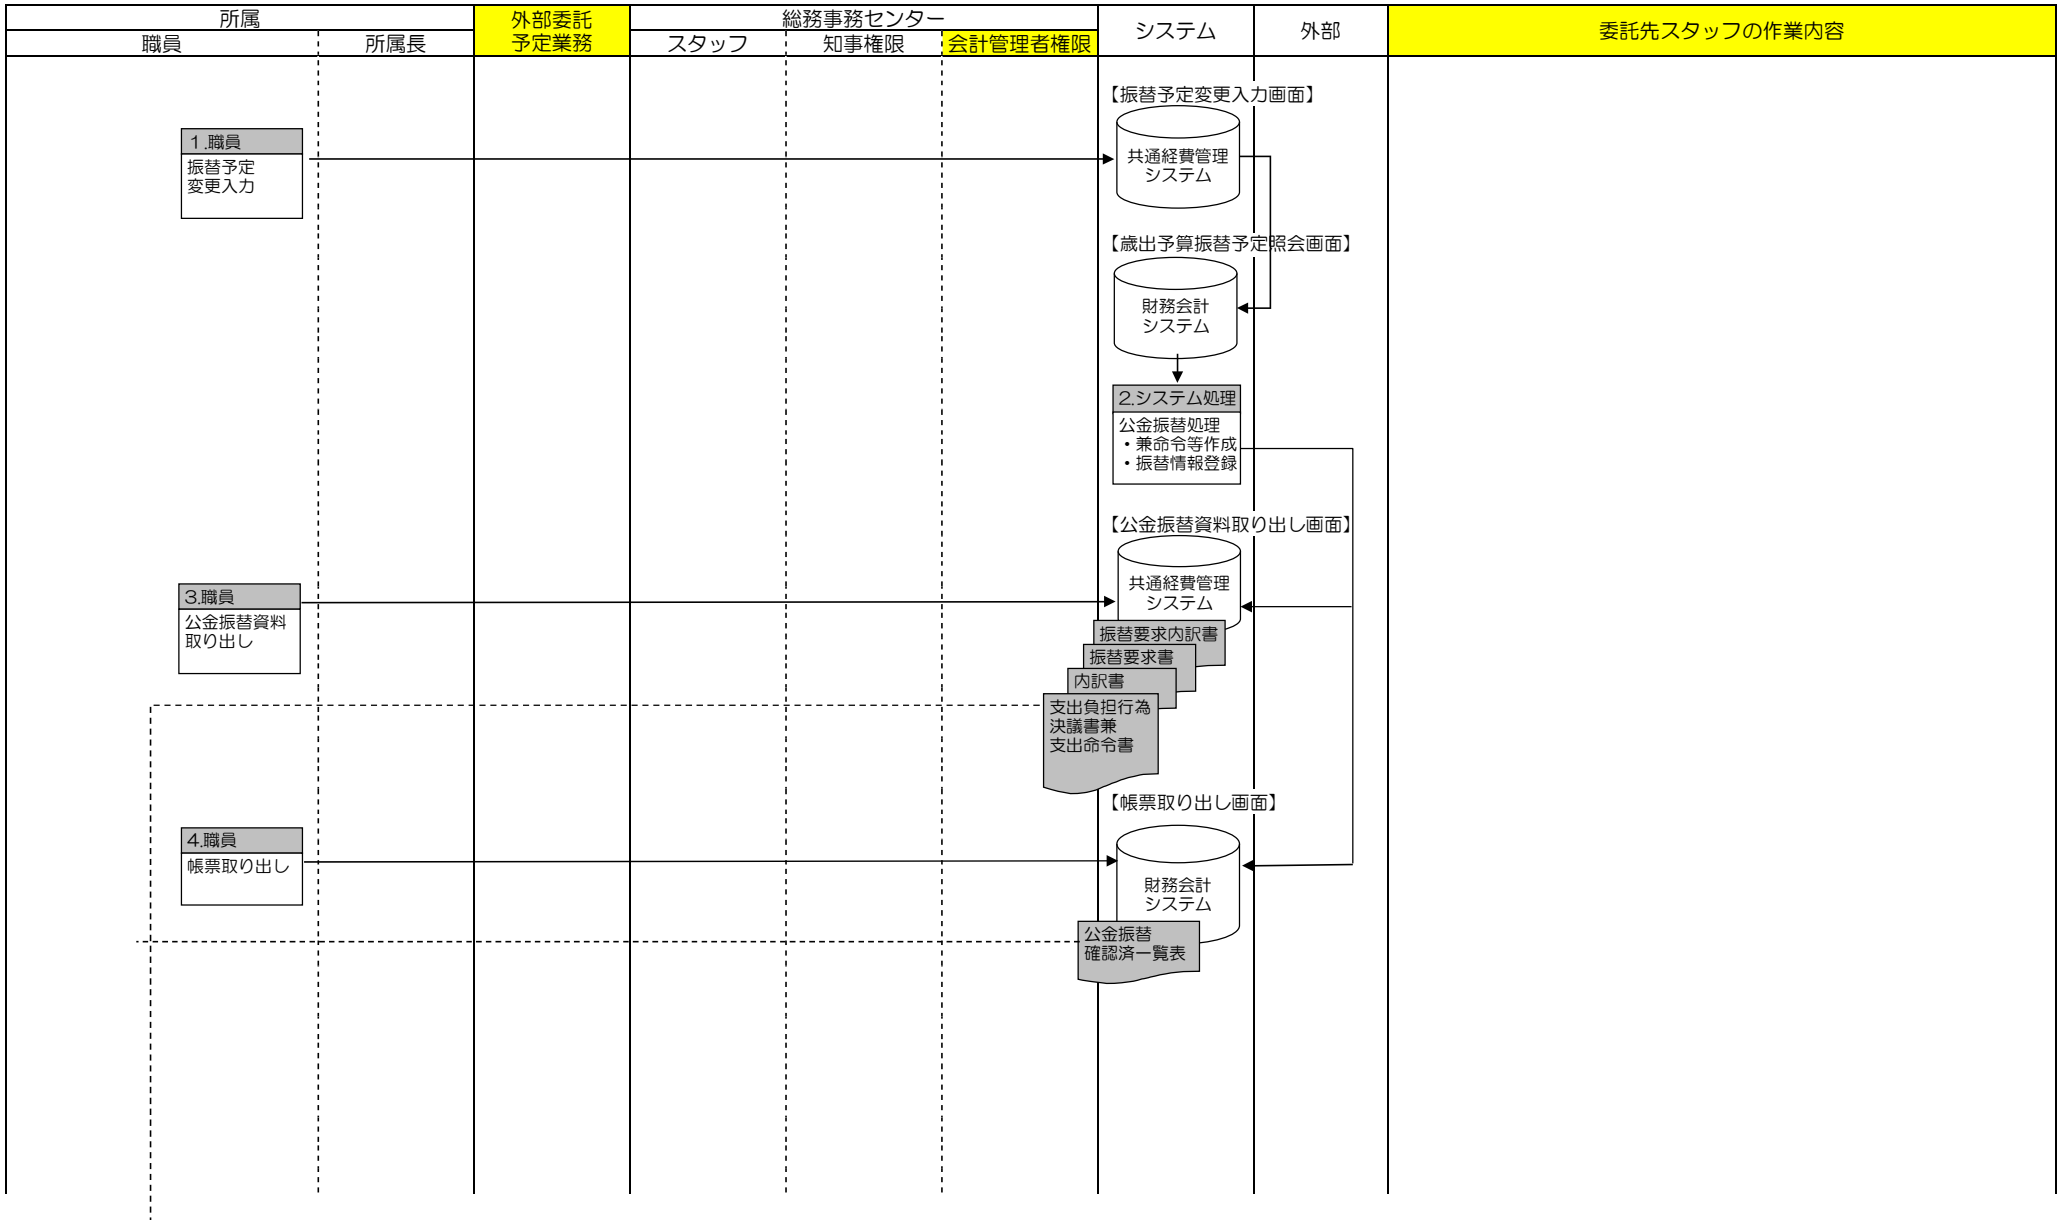 所属
外部委託
予定業務
総務事務センター
システム
外部
委託先スタッフの作業内容
職員
所属長
スタッフ
知事権限
会計管理者権限
【振替予定変更入力画面】
１.職員
振替予定
変更入力
共通経費管理
システム
【歳出予算振替予定照会画面】
財務会計
システム
２.システム処理
公金振替処理
・兼命令等作成
・振替情報登録
【公金振替資料取り出し画面】
共通経費管理
システム
３.職員
公金振替資料
取り出し
振替要求内訳書
振替要求書
内訳書
支出負担行為
決議書兼
支出命令書
【帳票取り出し画面】
４.職員
帳票取り出し
財務会計
システム
公金振替
確認済一覧表